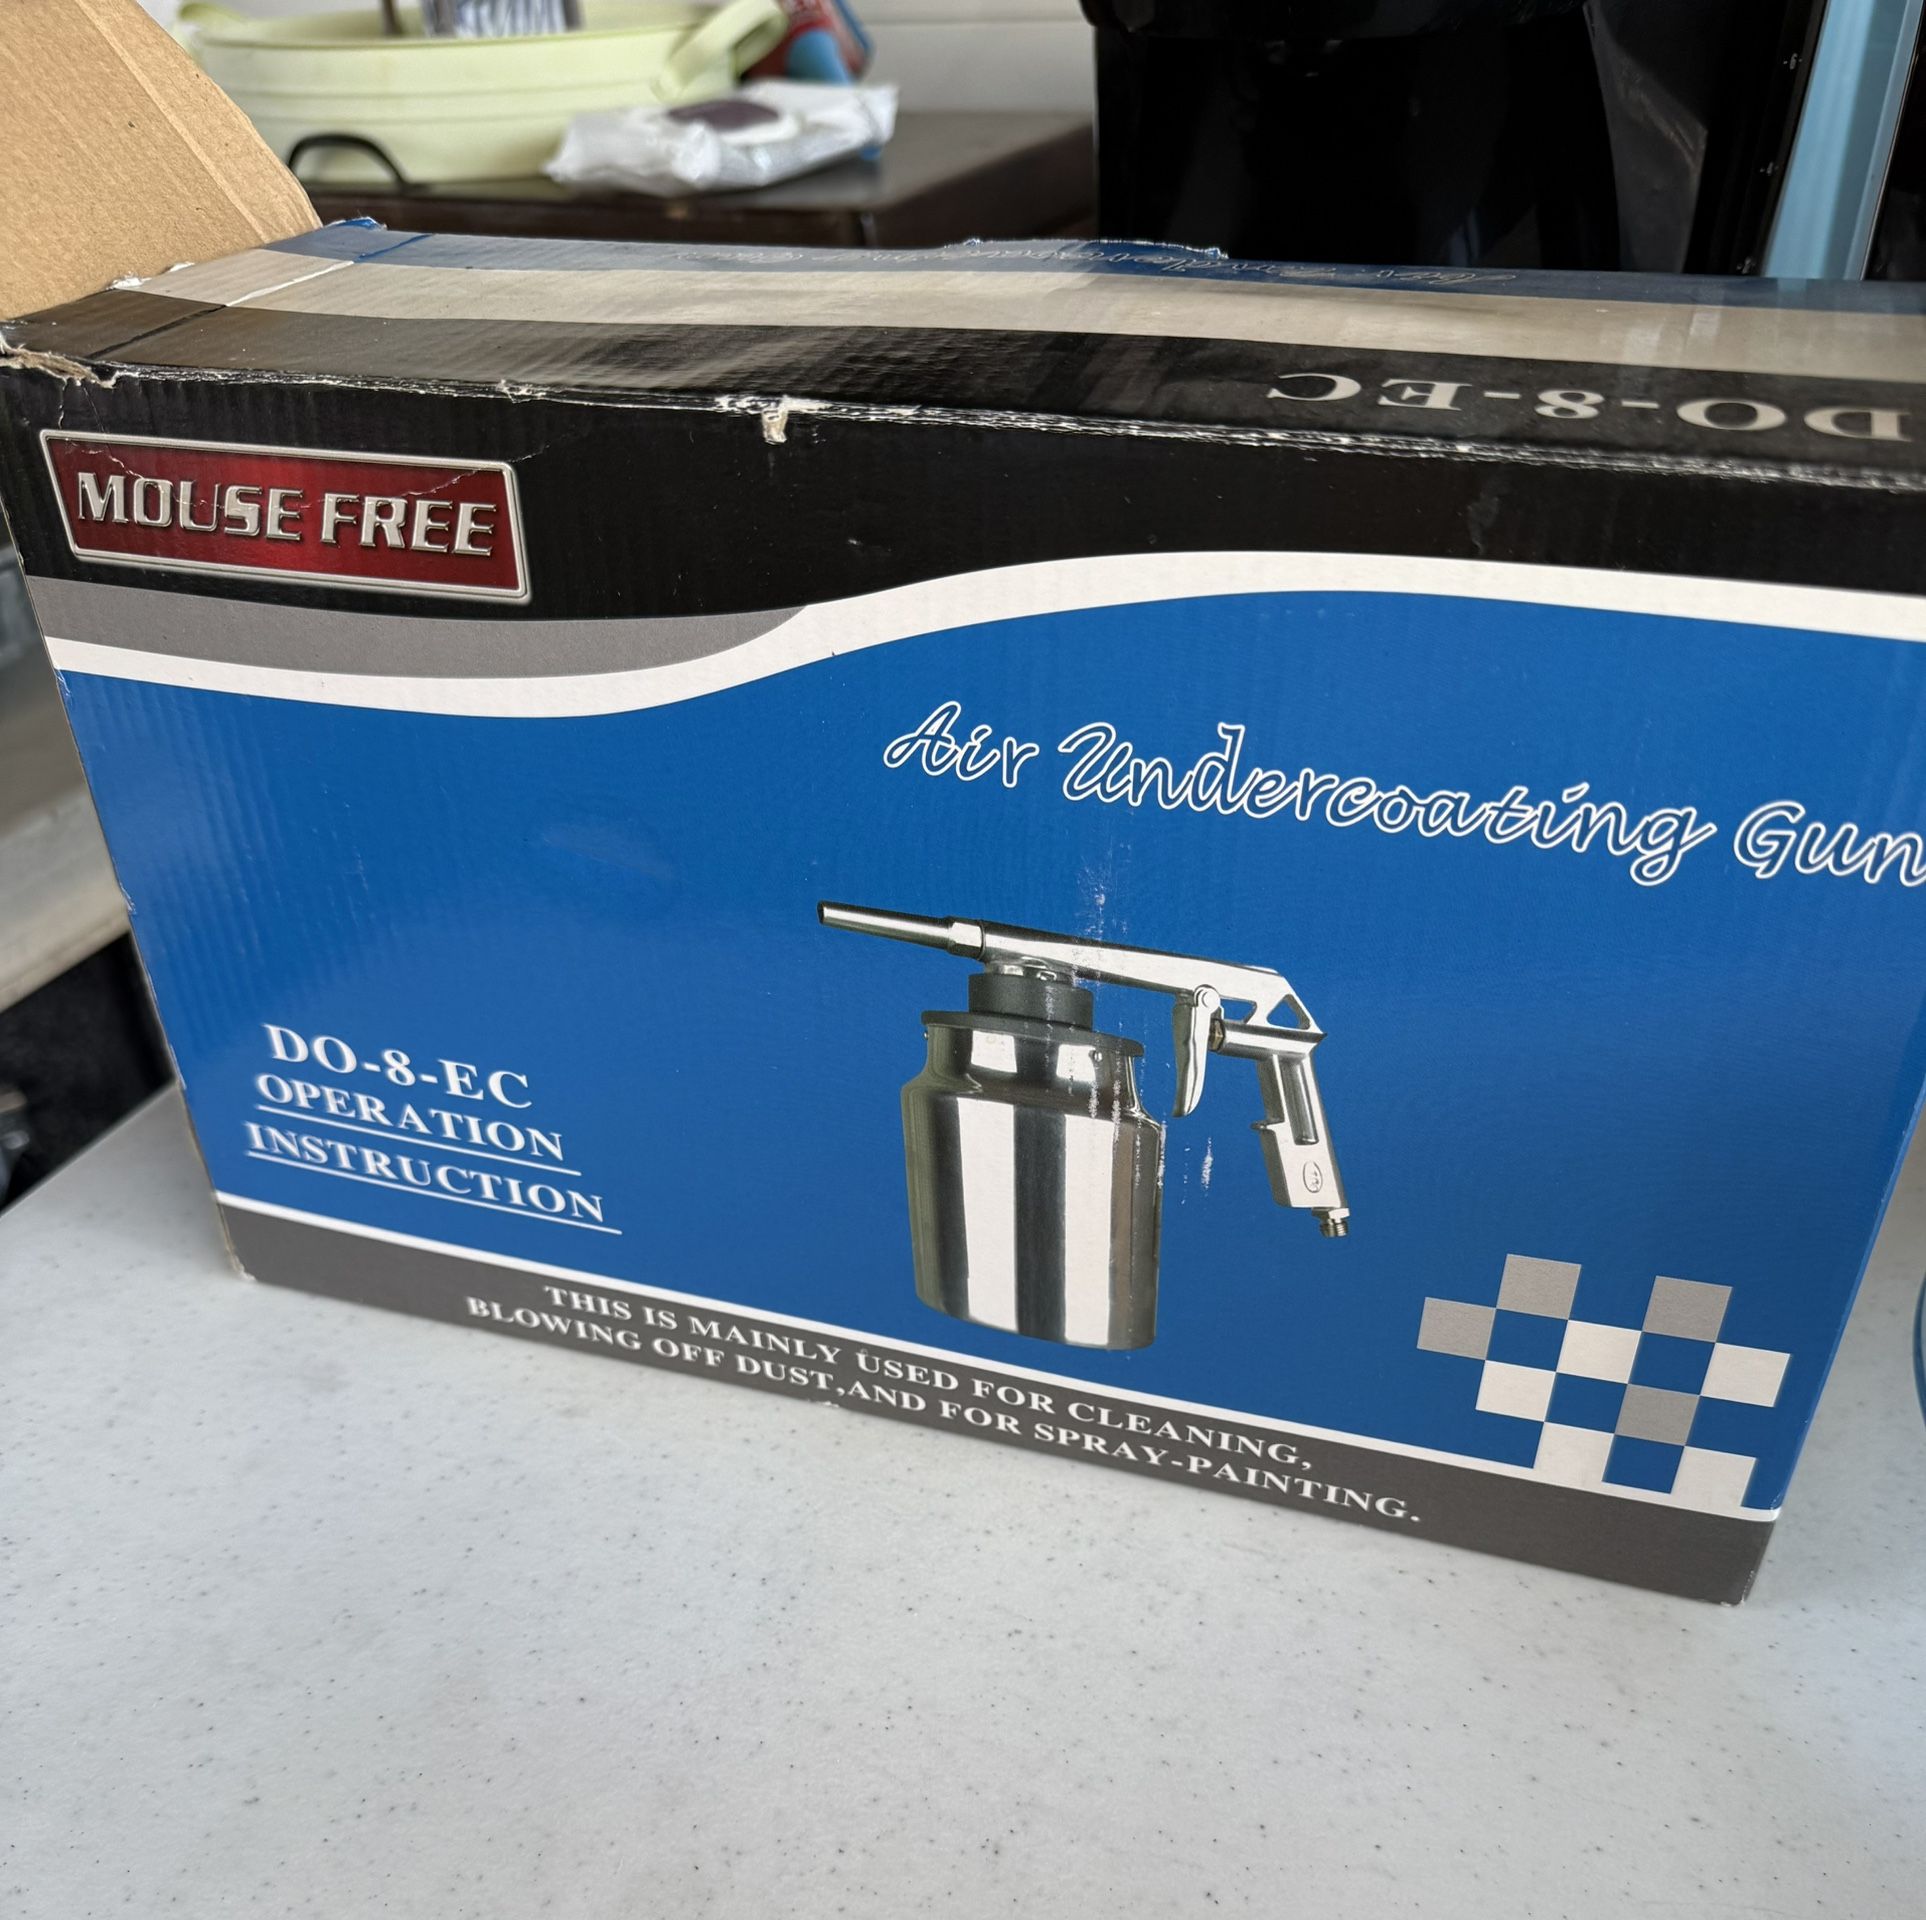 DO-8-EC
MOUSE FREE
Air Undercoating Gun
DO-8-EC
OPERATION
INSTRUCTION
THIS IS MAINLY USED FOR CLEANING,
BLOWING OFF DUST,AND FOR SPRAY-PAINTING.